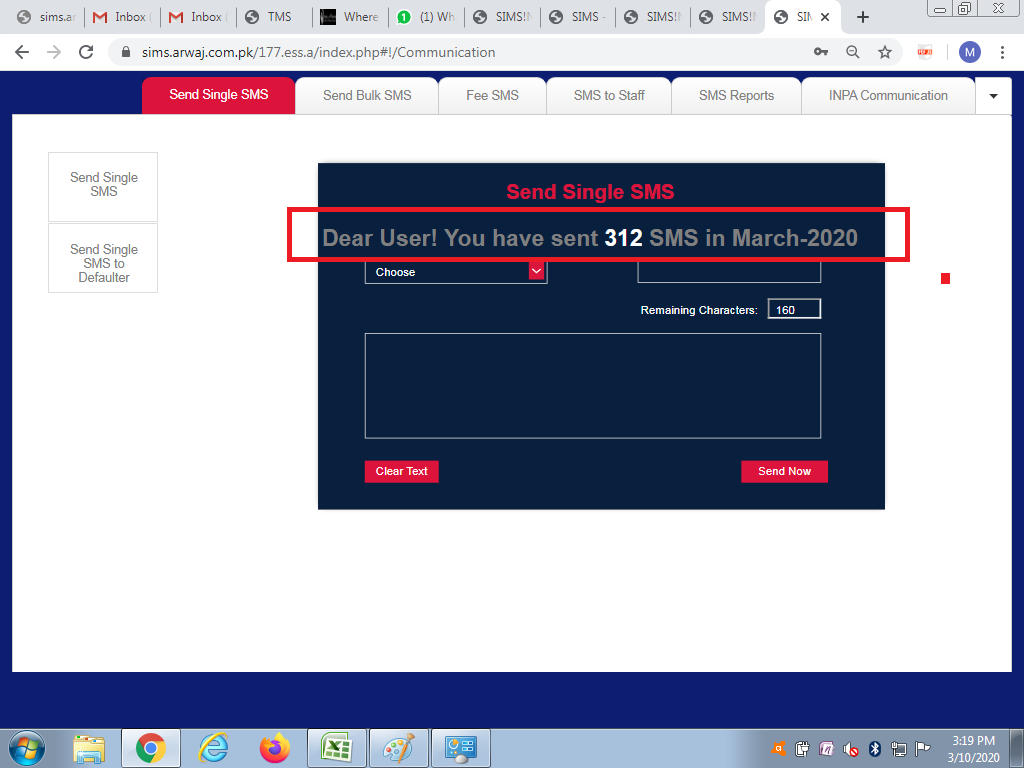 sims.ar
Inbox (
Inbox (
TMS
Where
(1) Wh
SIMS!
SIMS -
SIMS!
SIMS!
SIM
sims.arwaj.com.pk/177.ess.a/index.php#!/Communication
M
Send Single SMS
Send Bulk SMS
Fee SMS
SMS to Staff
SMS Reports
INPA Communication
Send Single
SMS
Send Single
SMS to
Defaulter
Send Single SMS
Dear User! You have sent 312 SMS in March-2020
Choose
Remaining Characters: 160
Clear Text
Send Now
3:19 PM
3/10/2020